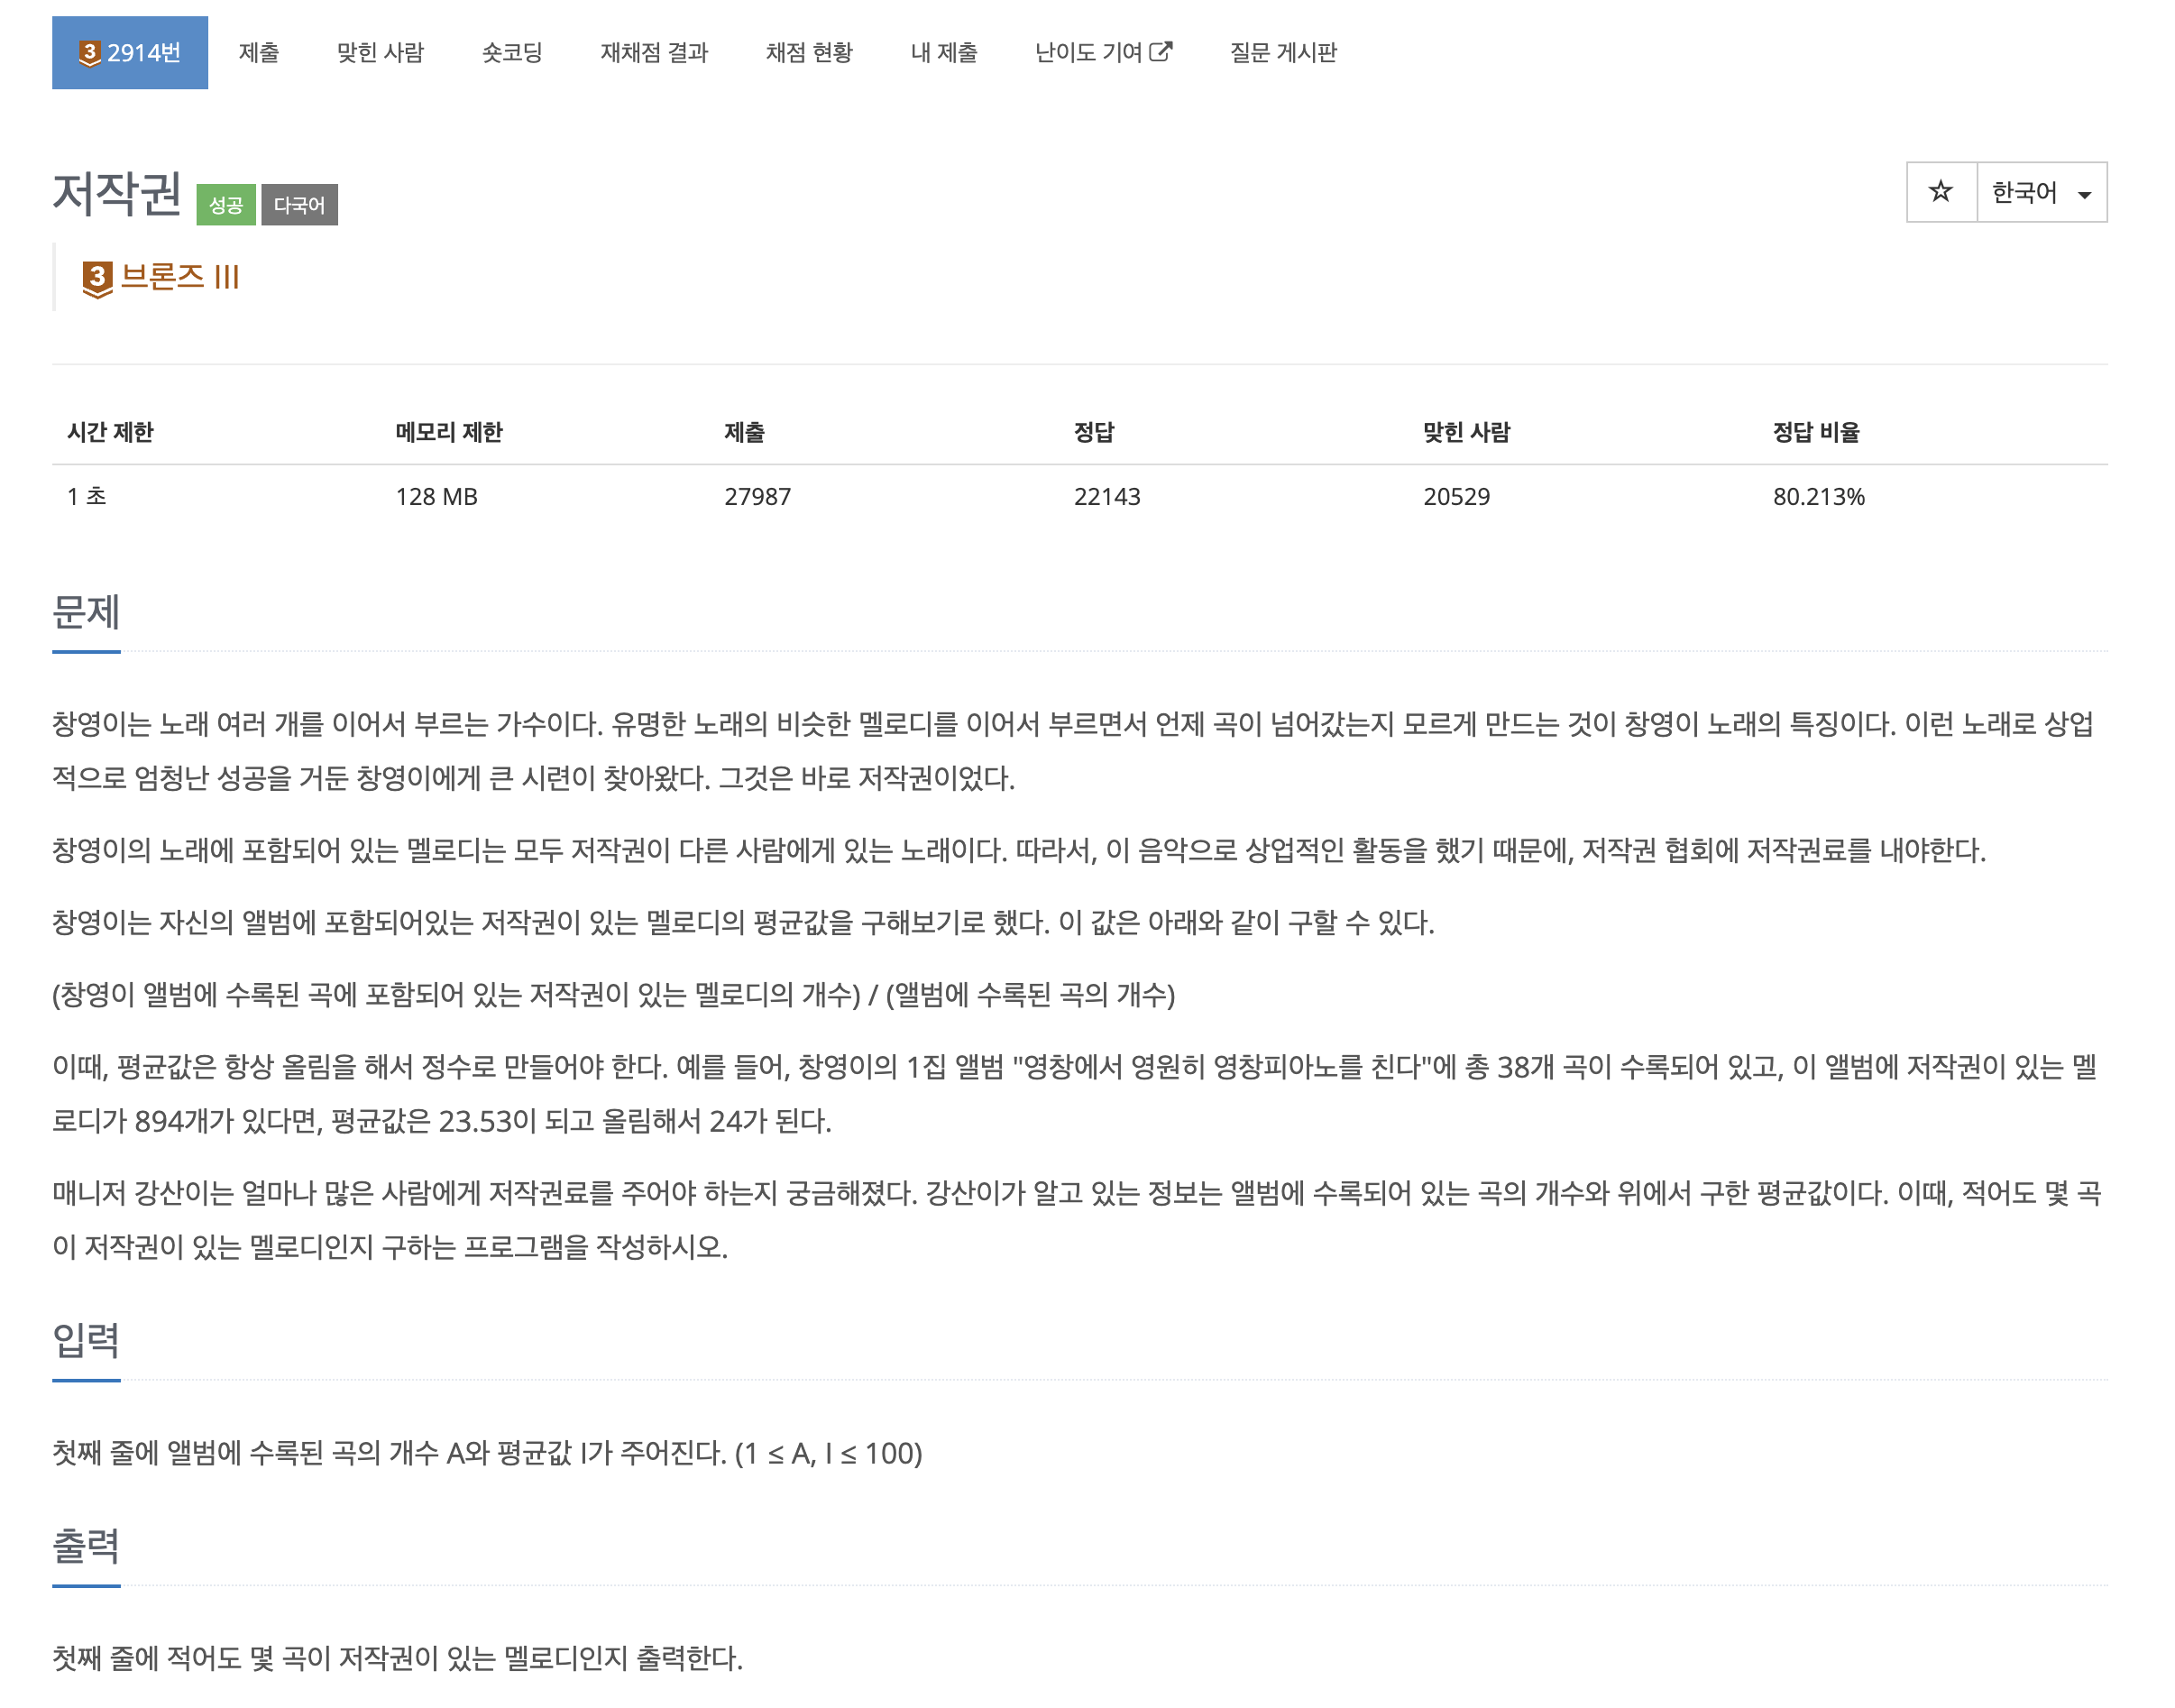 3 2914번 제출 맞힌 사람 숏코딩 재채점 결과 채점 현황 내 제출 난이도 기여 질문 게시판
저작권 성공 다국어 ☆ 한국어
3 브론즈 III
시간 제한 메모리 제한 제출 정답 맞힌 사람 정답 비율
1 초 128 MB 27987 22143 20529 80.213%
문제
창영이는 노래 여러 개를 이어서 부르는 가수이다. 유명한 노래의 비슷한 멜로디를 이어서 부르면서 언제 곡이 넘어갔는지 모르게 만드는 것이 창영이 노래의 특징이다. 이런 노래로 상업
적으로 엄청난 성공을 거둔 창영이에게 큰 시련이 찾아왔다. 그것은 바로 저작권이었다.
창영이의 노래에 포함되어 있는 멜로디는 모두 저작권이 다른 사람에게 있는 노래이다. 따라서, 이 음악으로 상업적인 활동을 했기 때문에, 저작권 협회에 저작권료를 내야한다.
창영이는 자신의 앨범에 포함되어있는 저작권이 있는 멜로디의 평균값을 구해보기로 했다. 이 값은 아래와 같이 구할 수 있다.
(창영이 앨범에 수록된 곡에 포함되어 있는 저작권이 있는 멜로디의 개수) / (앨범에 수록된 곡의 개수)
이때, 평균값은 항상 올림을 해서 정수로 만들어야 한다. 예를 들어, 창영이의 1집 앨범 "영창에서 영원히 영창피아노를 친다"에 총 38개 곡이 수록되어 있고, 이 앨범에 저작권이 있는 멜
로디가 894개가 있다면, 평균값은 23.53이 되고 올림해서 24가 된다.
매니저 강산이는 얼마나 많은 사람에게 저작권료를 주어야 하는지 궁금해졌다. 강산이가 알고 있는 정보는 앨범에 수록되어 있는 곡의 개수와 위에서 구한 평균값이다. 이때, 적어도 몇 곡
이 저작권이 있는 멜로디인지 구하는 프로그램을 작성하시오.
입력
첫째 줄에 앨범에 수록된 곡의 개수 A와 평균값 I가 주어진다. (1 ≤ A, I ≤ 100)
출력
첫째 줄에 적어도 몇 곡이 저작권이 있는 멜로디인지 출력한다.